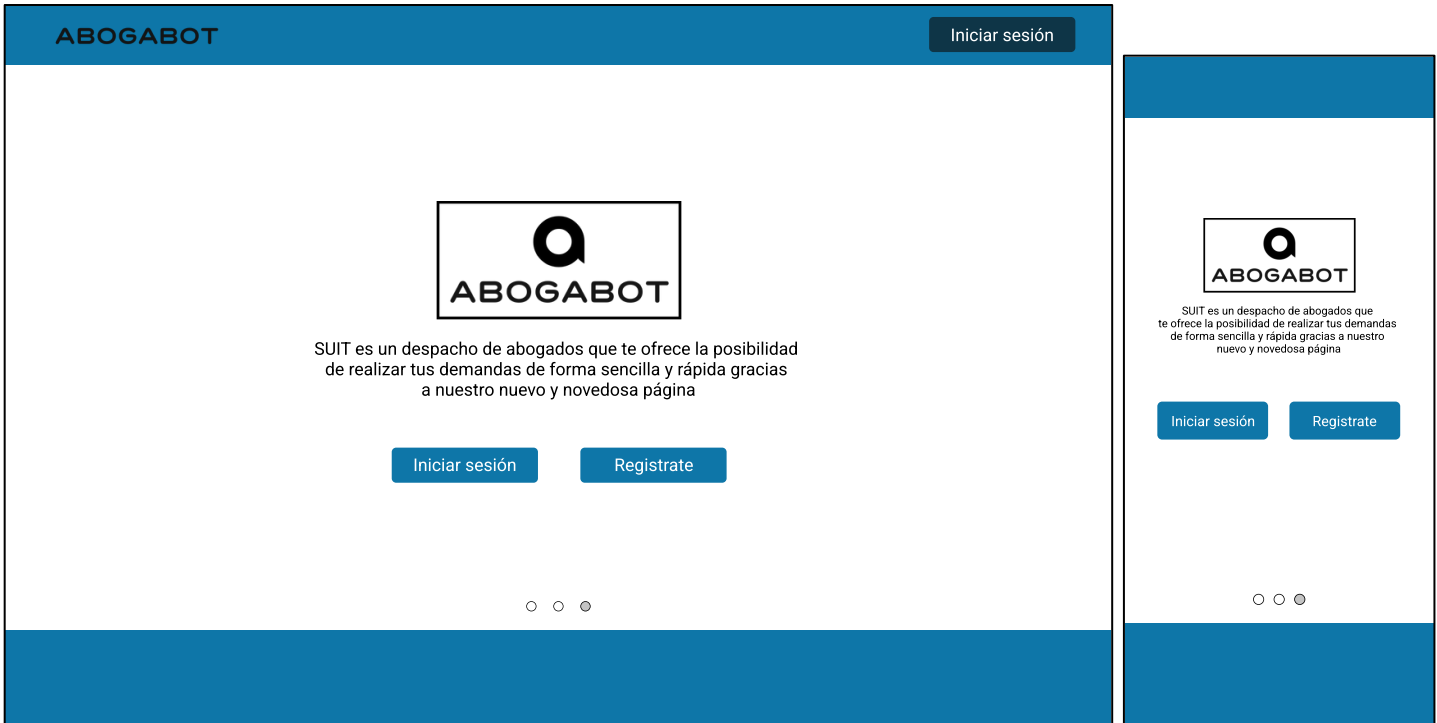 ABOGABOT
Iniciar sesión
ABOGABOT
SUIT es un despacho de abogados que te ofrece la posibilidad
de realizar tus demandas de forma sencilla y rápida gracias
a nuestro nuevo y novedosa página
Iniciar sesión
Registrate
ABOGABOT
SUIT es un despacho de abogados que
te ofrece la posibilidad de realizar tus demandas
de forma sencilla y rápida gracias a nuestro
nuevo y novedosa página
Iniciar sesión
Registrate